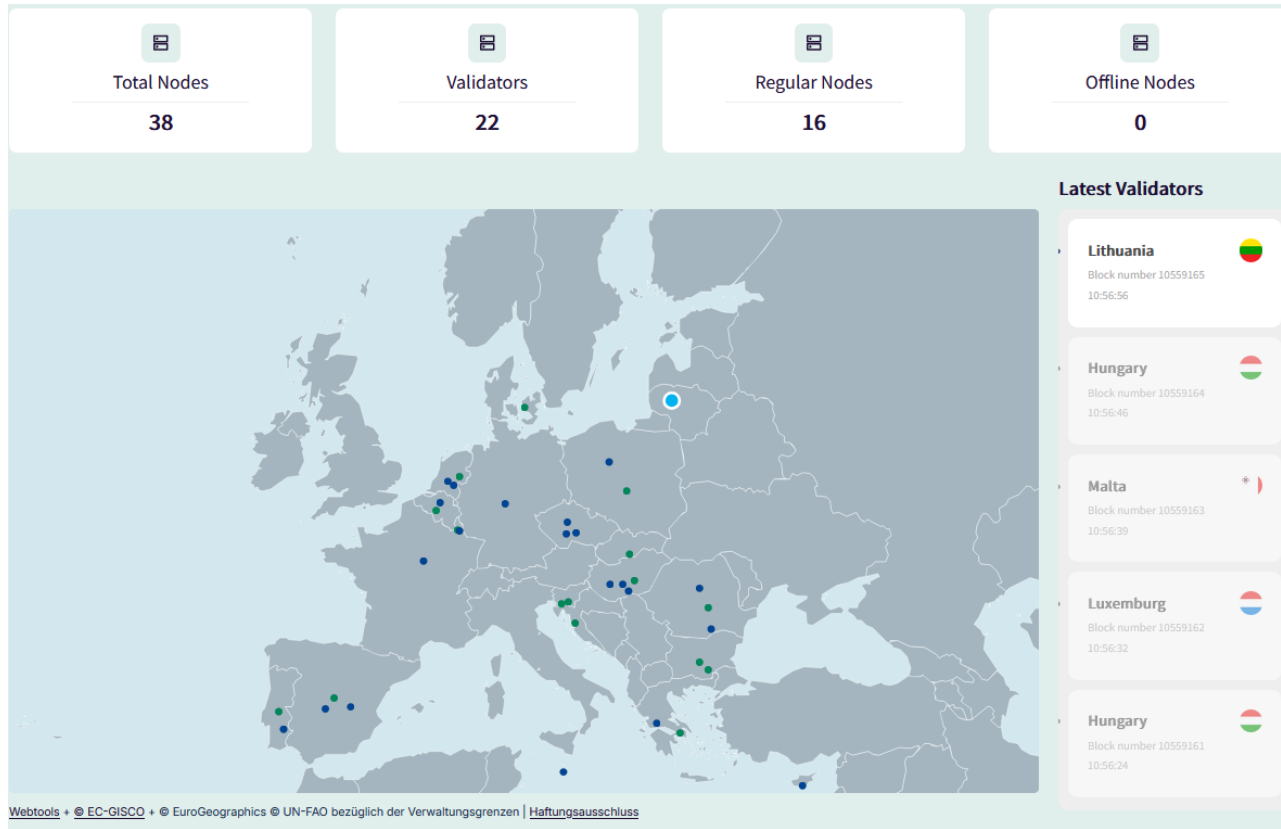 Total Nodes
38
Validators
22
Regular Nodes
16
Offline Nodes
0
Latest Validators
Lithuania
Block number 10559165
10:56:56
Hungary
Block number 10559164
10:56:46
Malta
Block number 10559163
10:56:39
Luxemburg
Block number 10559162
10:56:32
Hungary
Block number 10559161
10:56:24
Webtools + © EC-GISCO + © EuroGeographics © UN-FAO bezüglich der Verwaltungsgrenzen | Haftungsausschluss